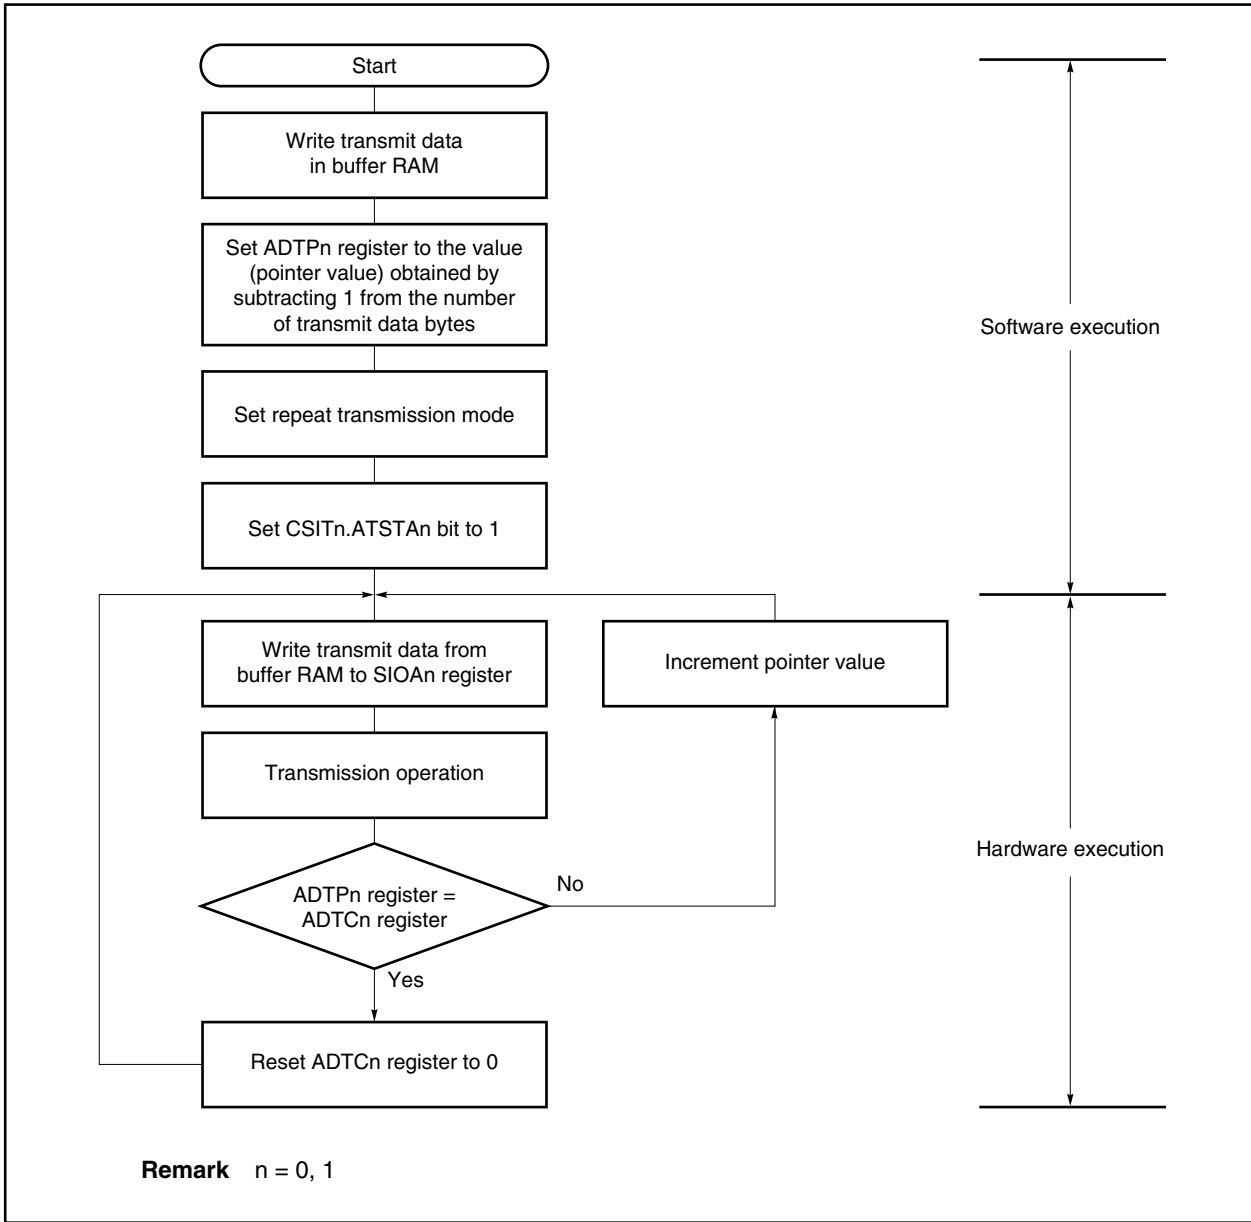 Start
Write transmit data
in buffer RAM
Set ADTPn register to the value
(pointer value) obtained by
subtracting 1 from the number
of transmit data bytes
Software execution
Set repeat transmission mode
Set CSITn.ATSTAn bit to 1
Write transmit data from
buffer RAM to SIOAn register
Increment pointer value
Transmission operation
Hardware execution
ADTPn register =
ADTCn register
No
Yes
Reset ADTCn register to 0
Remark n = 0, 1